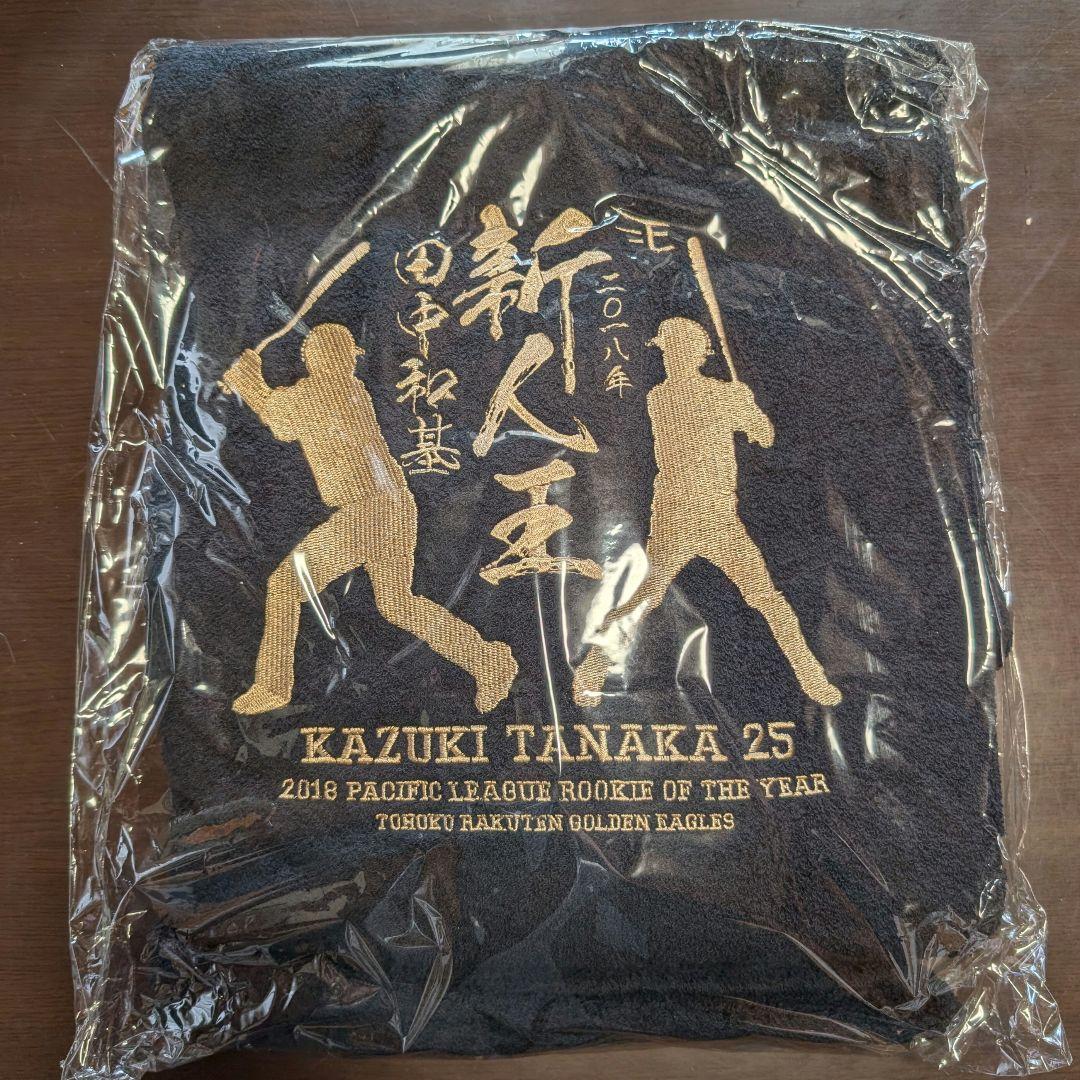 二〇一八年
新人王
田中和基
KAZUKI TANAKA 25
2018 PACIFIC LEAGUE ROOKIE OF THE YEAR
TOHOKU RAKUTEN GOLDEN EAGLES